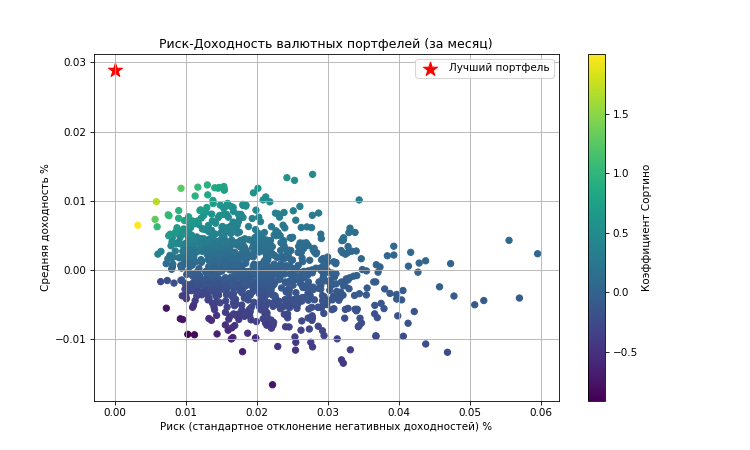 Риск-Доходность валютных портфелей (за месяц)
Лучший портфель
0.03
0.02
0.01
0.00
−0.01
Средняя доходность %
0.00 0.01 0.02 0.03 0.04 0.05 0.06
Риск (стандартное отклонение негативных доходностей) %
1.5
1.0
0.5
0.0
−0.5
Коэффициент Сортино